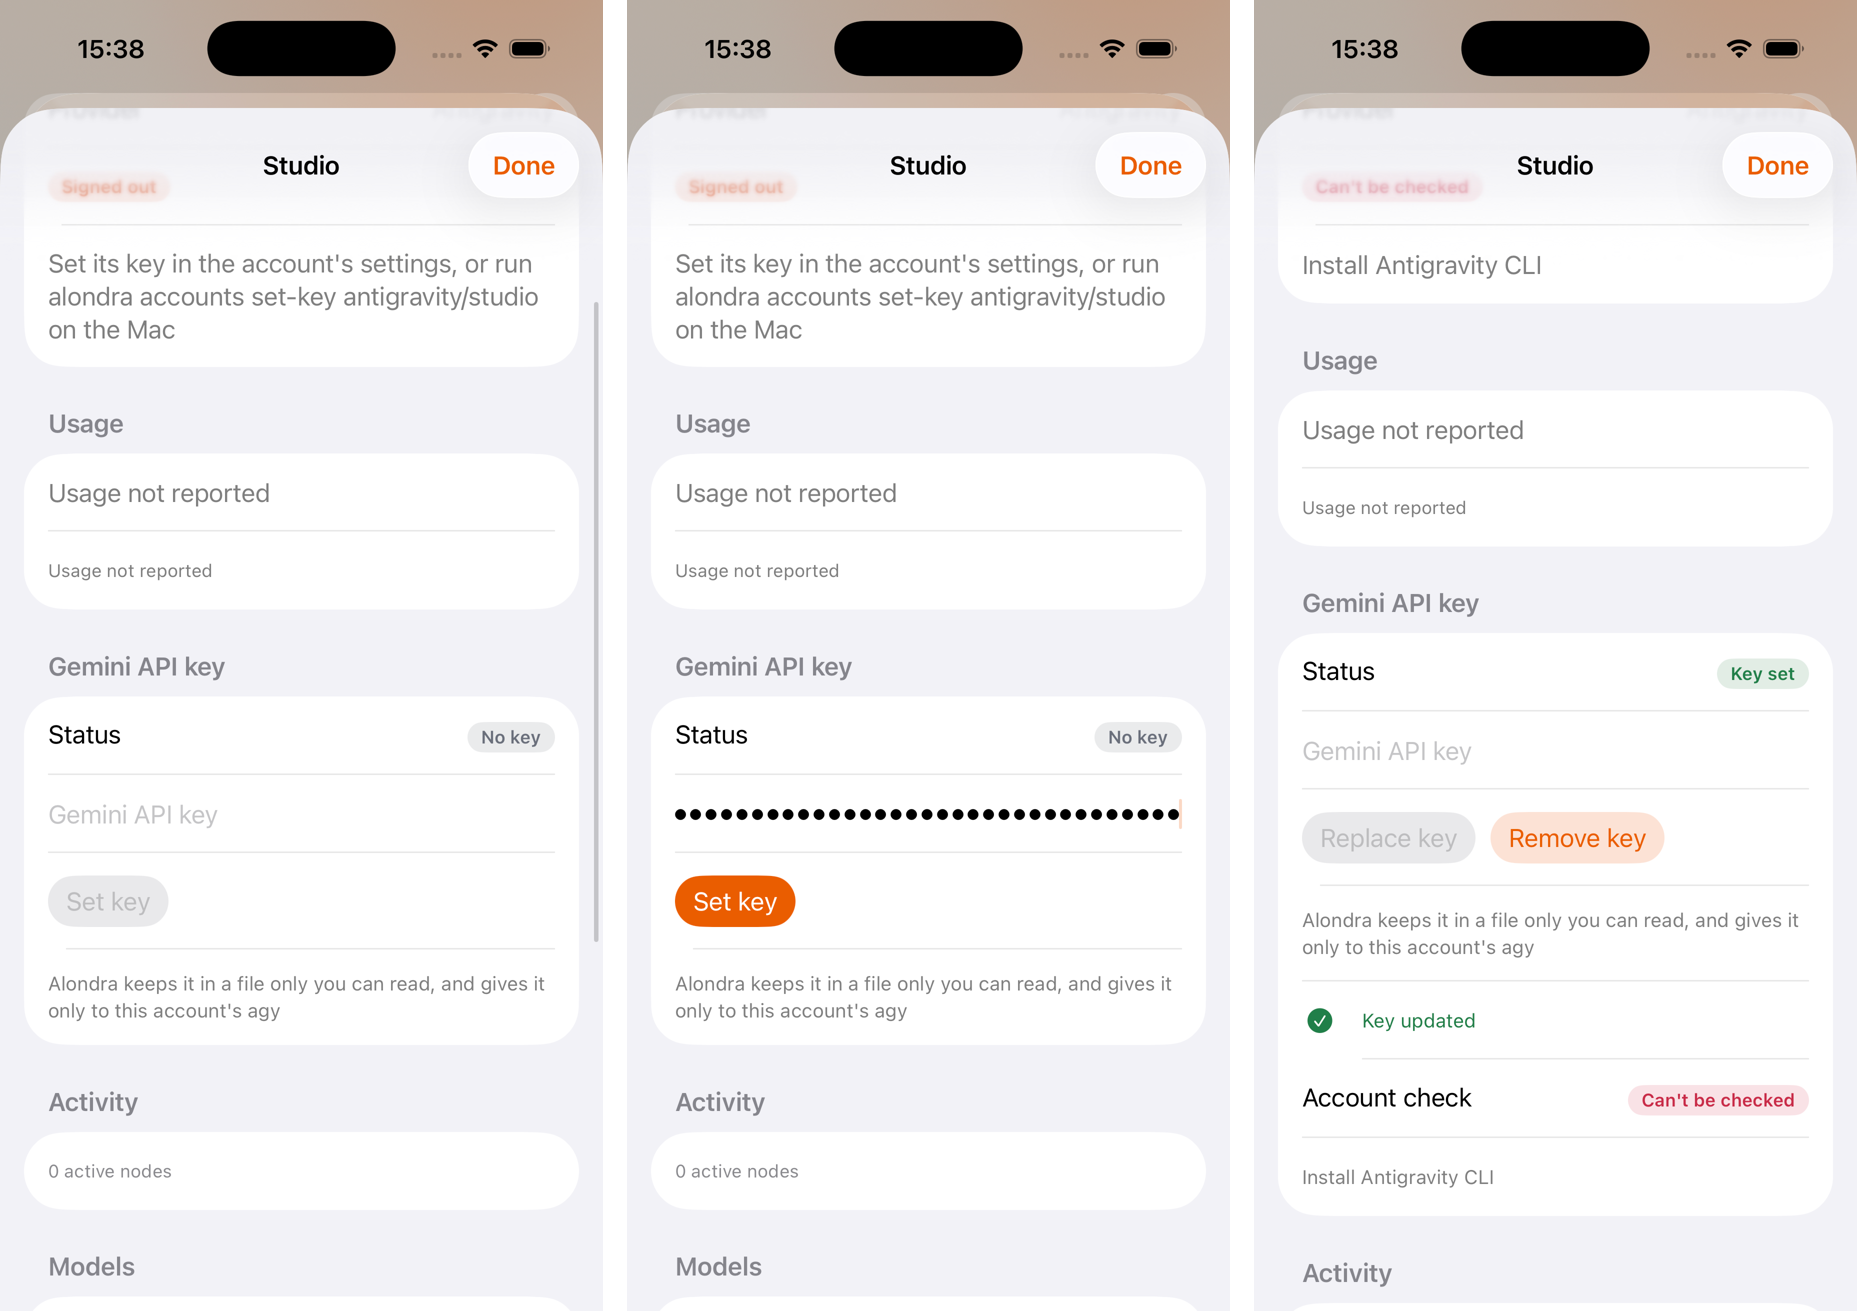 15:38
Provider
Antigravity
Studio
Done
Signed out
Set its key in the account's settings, or run
alondra accounts set-key antigravity/studio
on the Mac
Usage
Usage not reported
Usage not reported
Gemini API key
Status
No key
Gemini API key
Set key
Alondra keeps it in a file only you can read, and gives it
only to this account's agy
Activity
0 active nodes
Models
15:38
Provider
Antigravity
Studio
Done
Signed out
Set its key in the account's settings, or run
alondra accounts set-key antigravity/studio
on the Mac
Usage
Usage not reported
Usage not reported
Gemini API key
Status
No key
•••••••••••••••••••••••••••••••••
Set key
Alondra keeps it in a file only you can read, and gives it
only to this account's agy
Activity
0 active nodes
Models
15:38
Provider
Antigravity
Studio
Done
Can't be checked
Install Antigravity CLI
Usage
Usage not reported
Usage not reported
Gemini API key
Status
Key set
Gemini API key
Replace key
Remove key
Alondra keeps it in a file only you can read, and gives it
only to this account's agy
Key updated
Account check
Can't be checked
Install Antigravity CLI
Activity